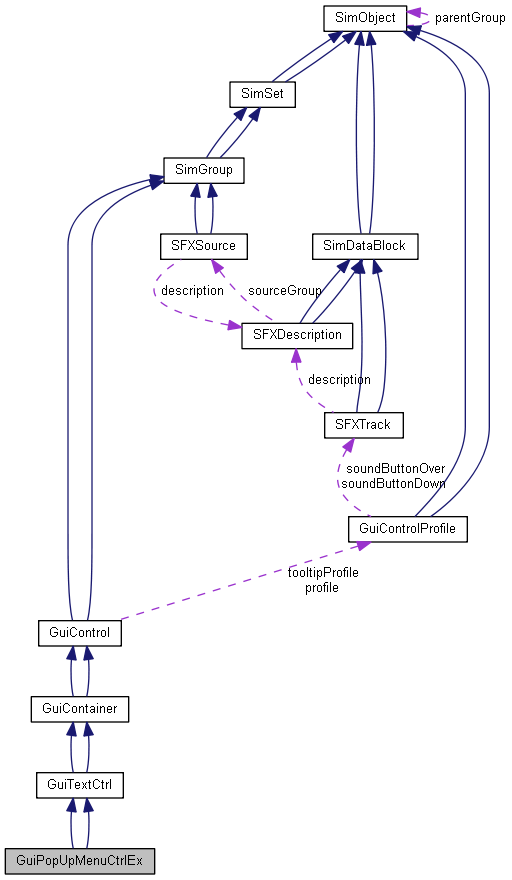 SimObject
parentGroup
SimSet
SimGroup
SFXSource
SimDataBlock
description
sourceGroup
SFXDescription
description
SFXTrack
soundButtonOver
soundButtonDown
GuiControlProfile
tooltipProfile
profile
GuiControl
GuiContainer
GuiTextCtrl
GuiPopUpMenuCtrlEx